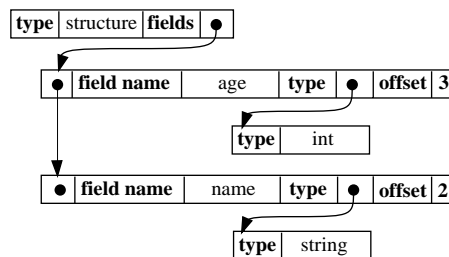 type structure fields
field name age type offset 3
type int
field name name type offset 2
type string